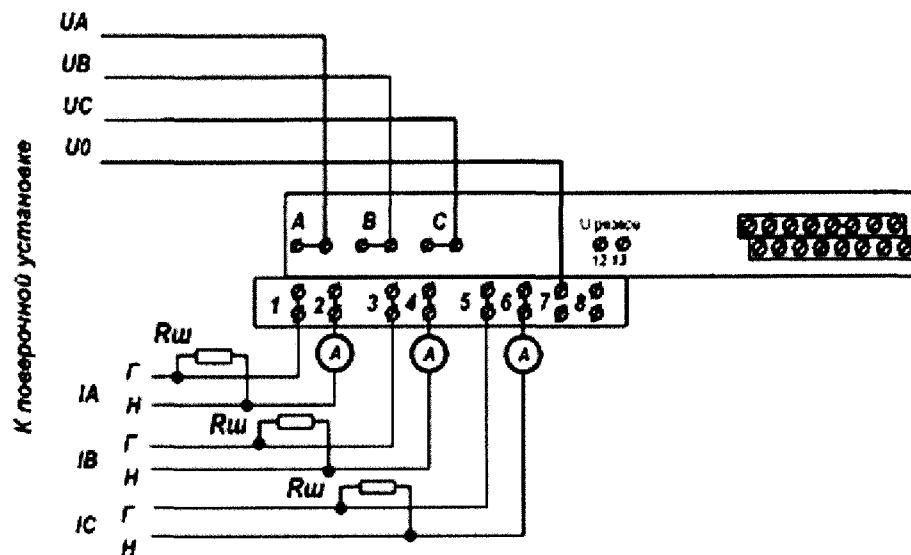 UA
UB
UC
U0
К поверочной установке
A B C
U резерв
12 13
1 2 3 4 5 6 7 8
Rш
A A A
IA
Г
Н
Rш
IB
Г
Н
Rш
IC
Г
Н